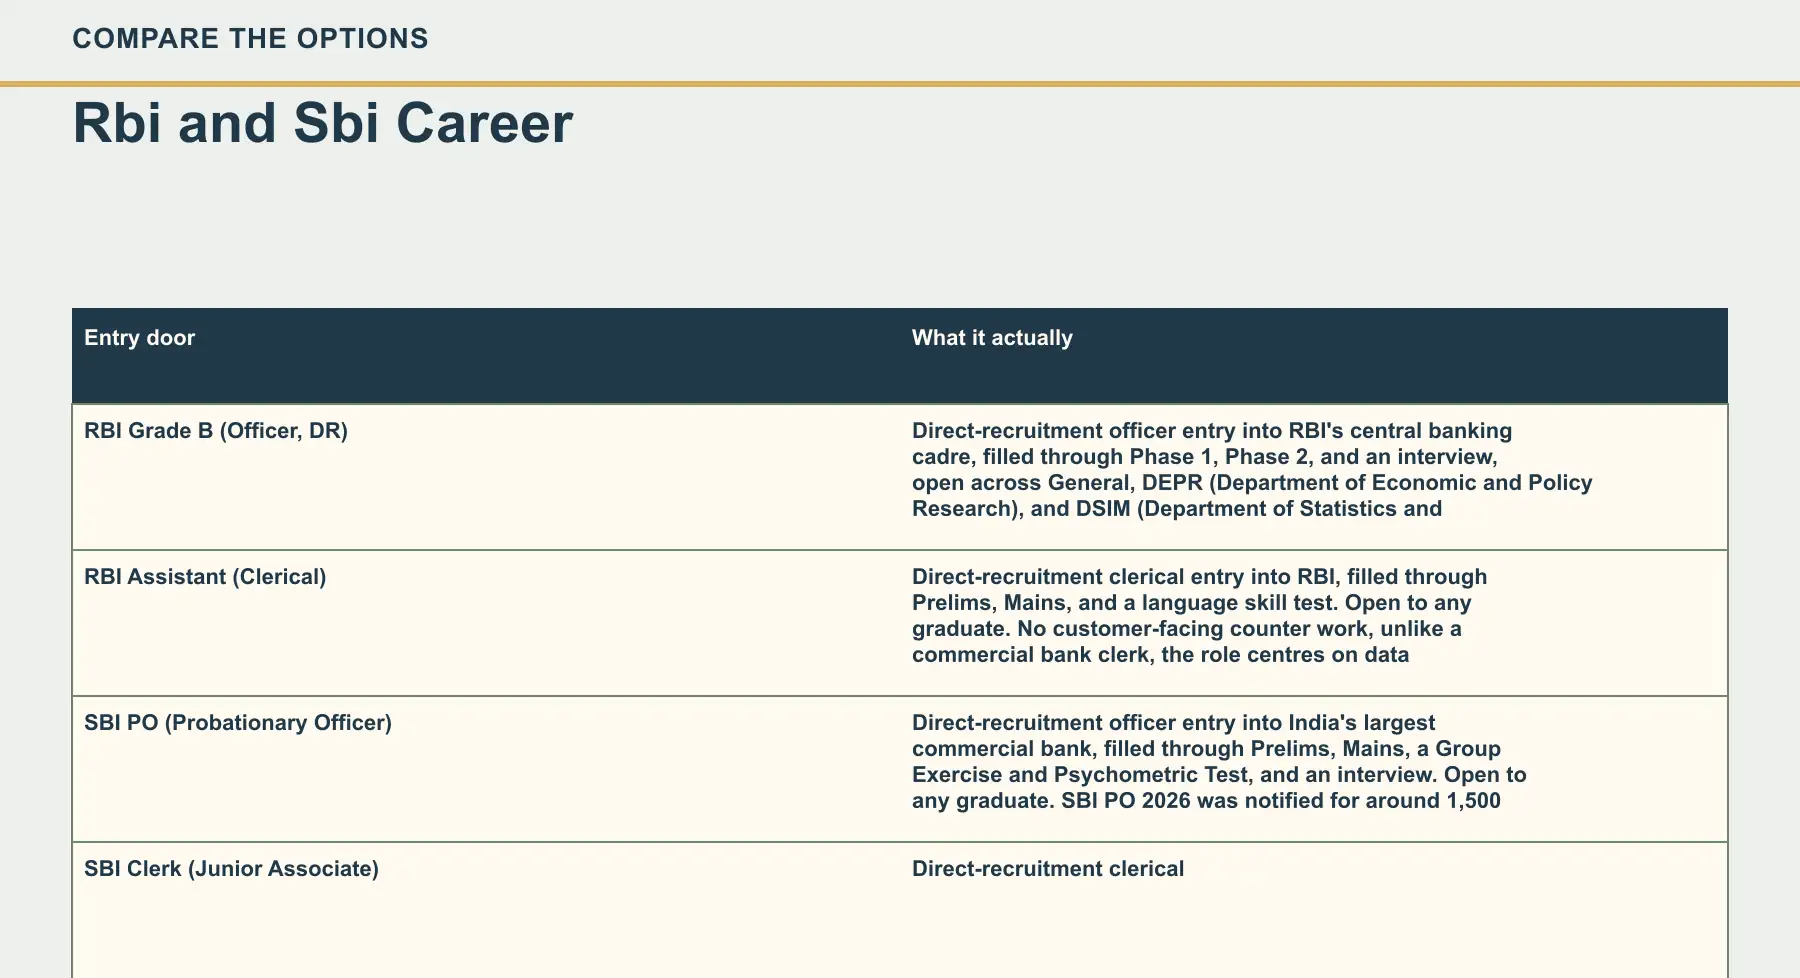 COMPARE THE OPTIONS
Rbi and Sbi Career
Entry door
What it actually
RBI Grade B (Officer, DR)
Direct-recruitment officer entry into RBI's central banking
cadre, filled through Phase 1, Phase 2, and an interview,
open across General, DEPR (Department of Economic and Policy
Research), and DSIM (Department of Statistics and
RBI Assistant (Clerical)
Direct-recruitment clerical entry into RBI, filled through
Prelims, Mains, and a language skill test. Open to any
graduate. No customer-facing counter work, unlike a
commercial bank clerk, the role centres on data
SBI PO (Probationary Officer)
Direct-recruitment officer entry into India's largest
commercial bank, filled through Prelims, Mains, a Group
Exercise and Psychometric Test, and an interview. Open to
any graduate. SBI PO 2026 was notified for around 1,500
SBI Clerk (Junior Associate)
Direct-recruitment clerical